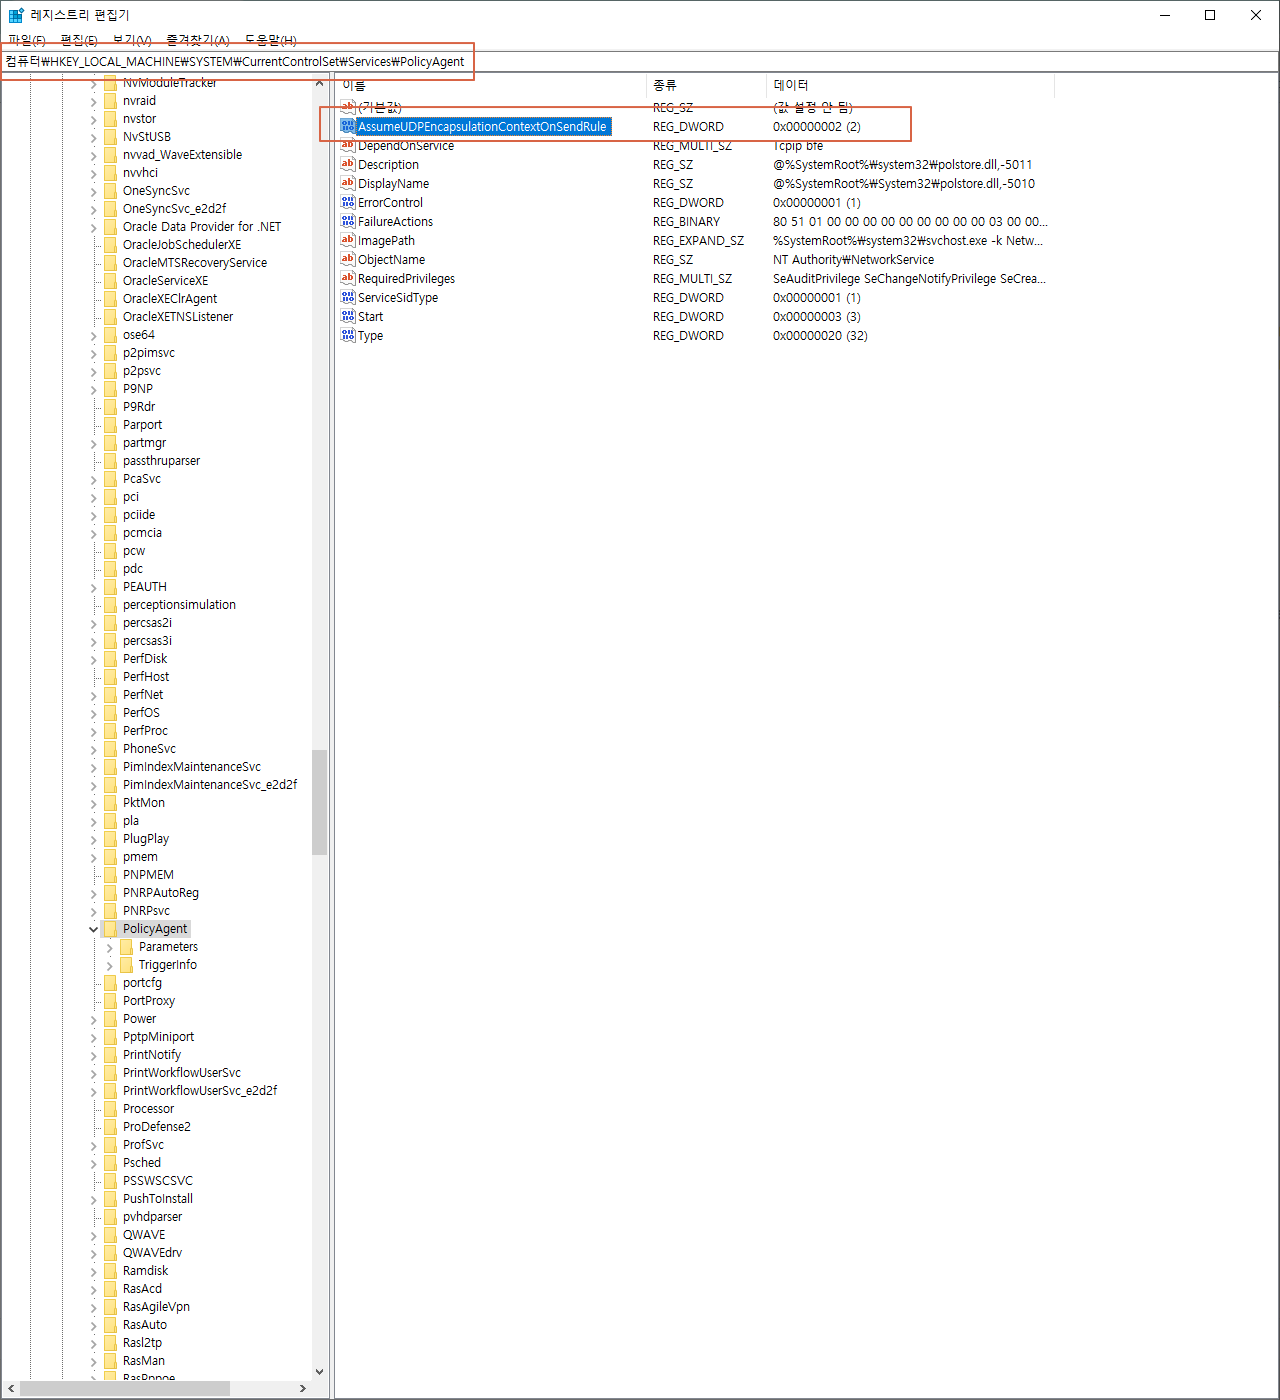 레지스트리 편집기
파일(F) 편집(E) 보기(V) 즐겨찾기(A) 도움말(H)
컴퓨터₩HKEY_LOCAL_MACHINE₩SYSTEM₩CurrentControlSet₩Services₩PolicyAgent
NvModuleTracker
nvraid
nvstor
NvStUSB
nvvad_WaveExtensible
nvvhci
OneSyncSvc
OneSyncSvc_e2d2f
Oracle Data Provider for .NET
OracleJobSchedulerXE
OracleMTSRecoveryService
OracleServiceXE
OracleXEClrAgent
OracleXETNSListener
ose64
p2pimsvc
p2psvc
P9NP
P9Rdr
Parport
partmgr
passthruparser
PcaSvc
pci
pciide
pcmcia
pcw
pdc
PEAUTH
perceptionsimulation
percsas2i
percsas3i
PerfDisk
PerfHost
PerfNet
PerfOS
PerfProc
PhoneSvc
PimIndexMaintenanceSvc
PimIndexMaintenanceSvc_e2d2f
PktMon
pla
PlugPlay
pmem
PNPMEM
PNRPAutoReg
PNRPsvc
PolicyAgent
Parameters
TriggerInfo
portcfg
PortProxy
Power
PptpMiniport
PrintNotify
PrintWorkflowUserSvc
PrintWorkflowUserSvc_e2d2f
Processor
ProDefense2
ProfSvc
Psched
PSSWSCSVC
PushToInstall
pvhdparser
QWAVE
QWAVEdrv
Ramdisk
RasAcd
RasAgileVpn
RasAuto
Rasl2tp
RasMan
RasPppoe
이름 종류 데이터
(기본값) REG_SZ (값 설정 안 됨)
AssumeUDPEncapsulationContextOnSendRule REG_DWORD 0x00000002 (2)
DependOnService REG_MULTI_SZ Tcpip bfe
Description REG_SZ @%SystemRoot%₩system32₩polstore.dll,-5011
DisplayName REG_SZ @%SystemRoot%₩System32₩polstore.dll,-5010
ErrorControl REG_DWORD 0x00000001 (1)
FailureActions REG_BINARY 80 51 01 00 00 00 00 00 00 00 00 00 03 00 00...
ImagePath REG_EXPAND_SZ %SystemRoot%₩system32₩svchost.exe -k Netw...
ObjectName REG_SZ NT Authority₩NetworkService
RequiredPrivileges REG_MULTI_SZ SeAuditPrivilege SeChangeNotifyPrivilege SeCrea...
ServiceSidType REG_DWORD 0x00000001 (1)
Start REG_DWORD 0x00000003 (3)
Type REG_DWORD 0x00000020 (32)